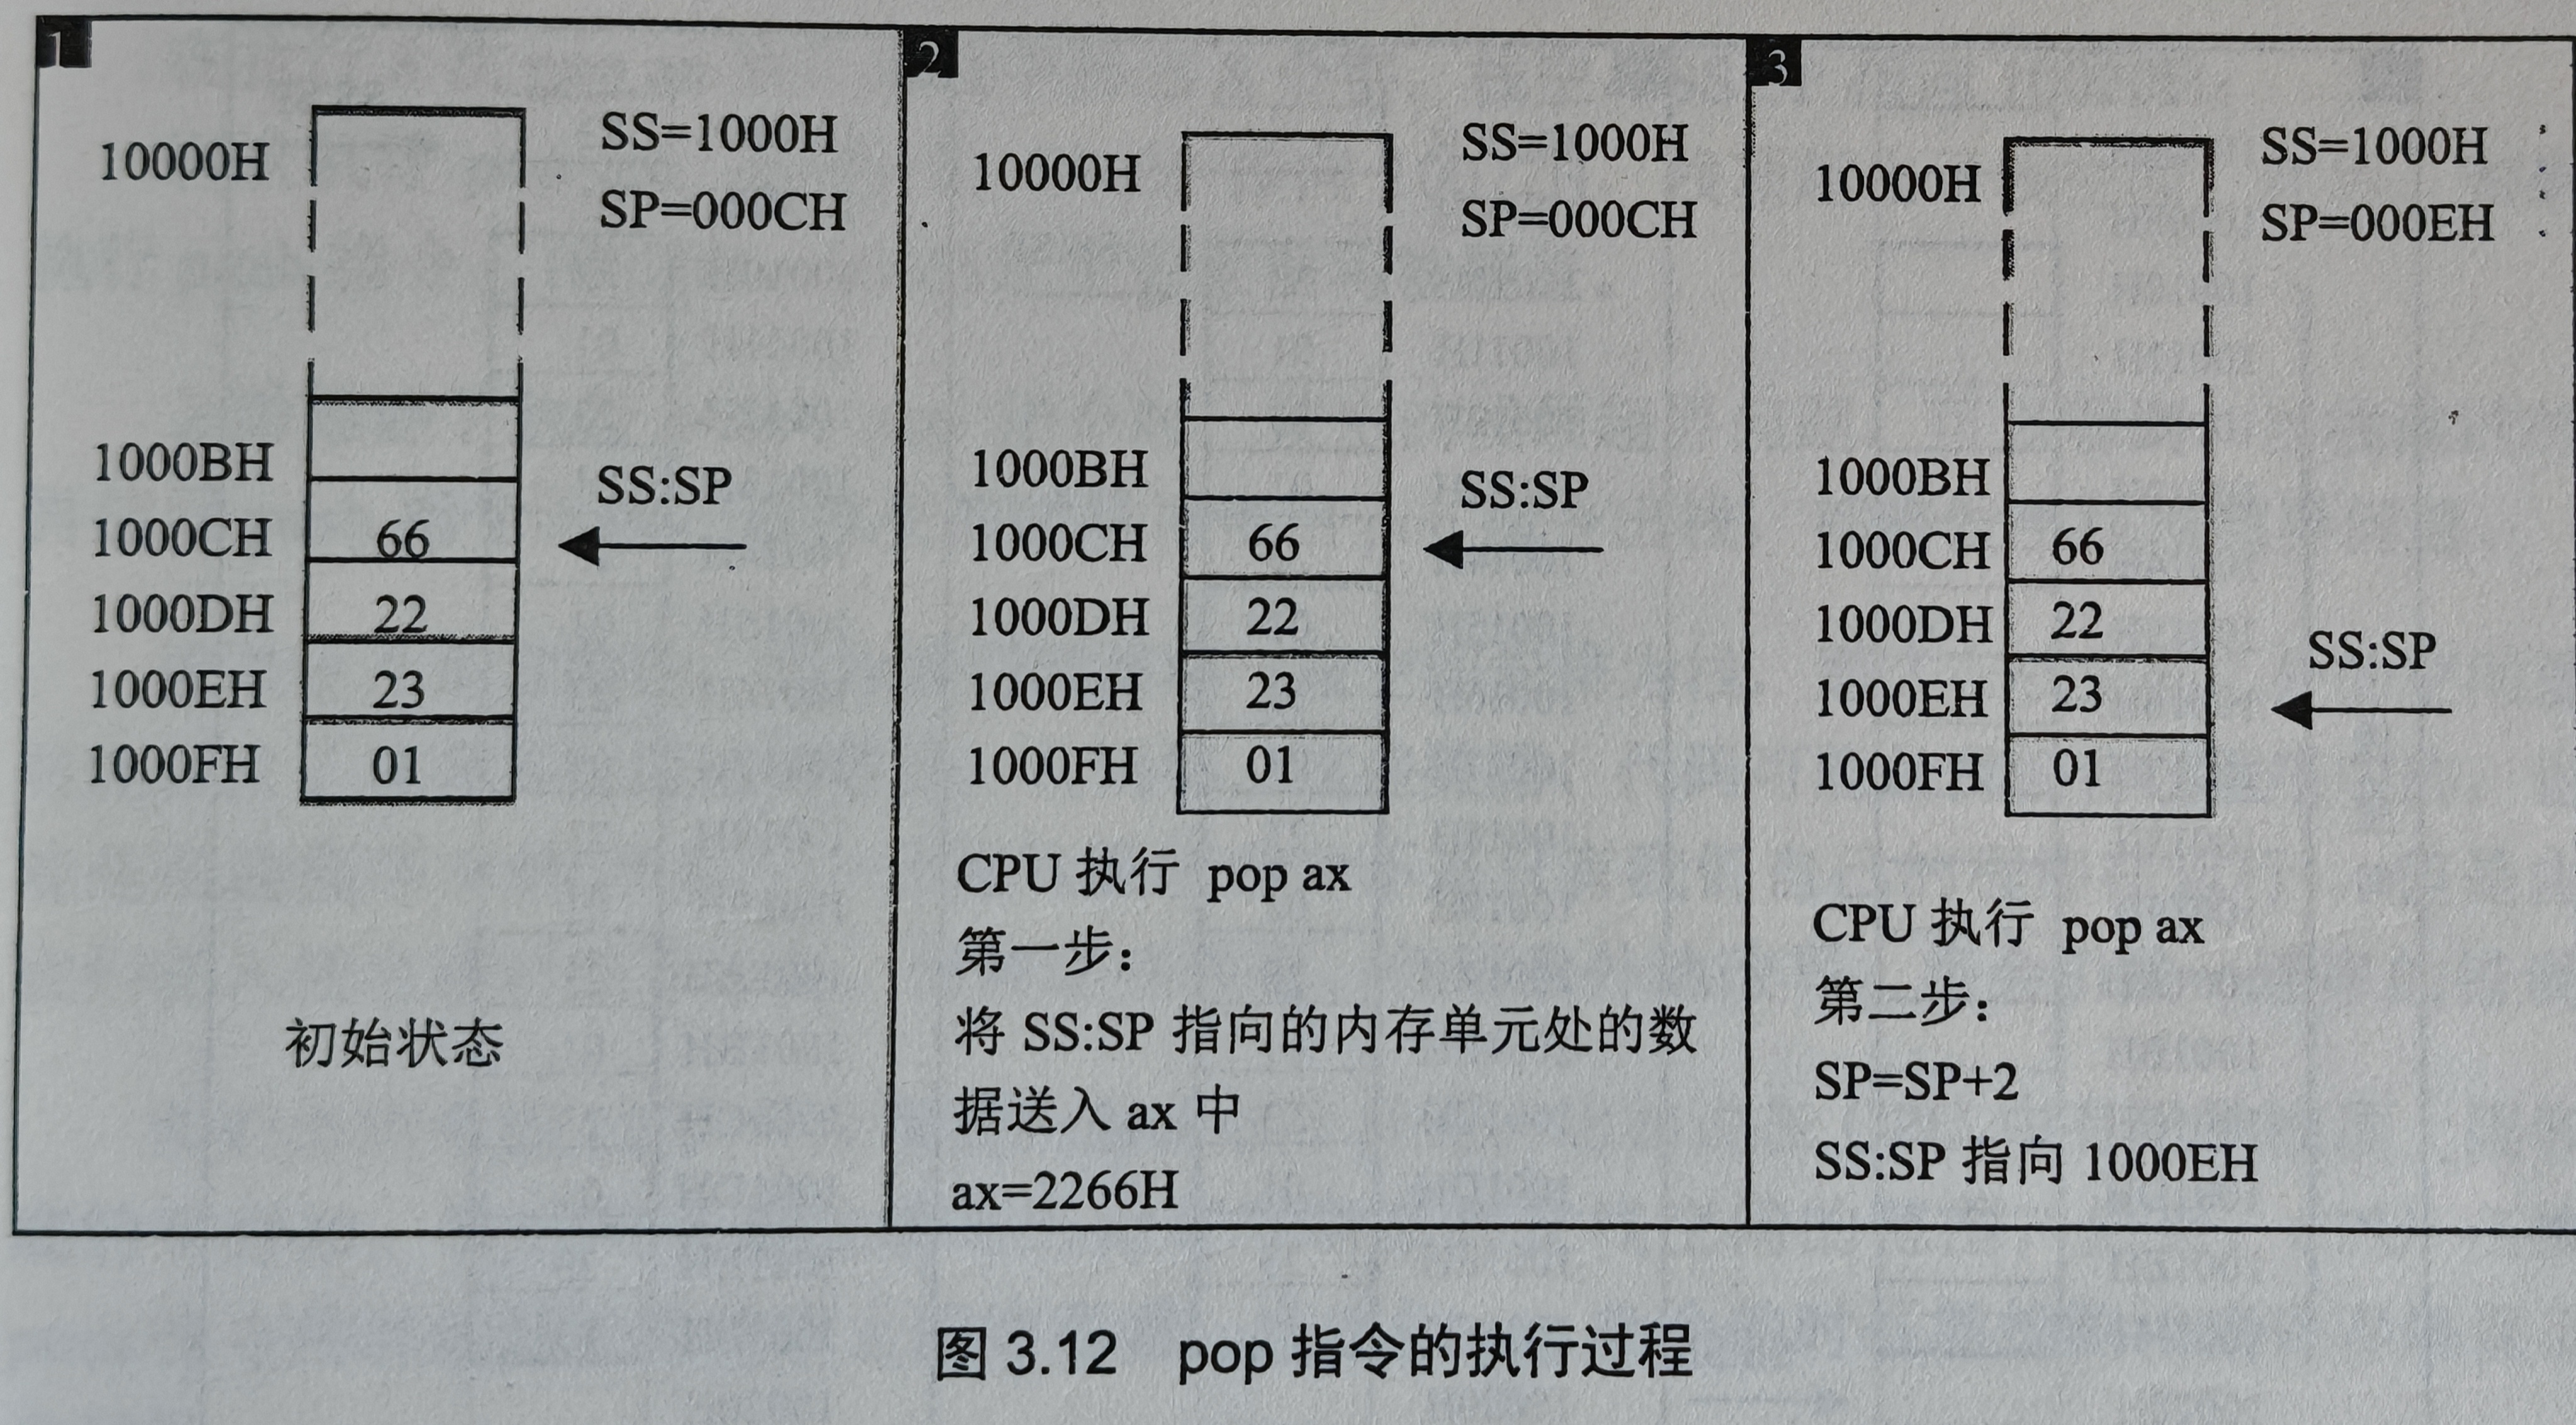 1
10000H
SS=1000H
SP=000CH
1000BH
SS:SP
1000CH 66
1000DH 22
1000EH 23
1000FH 01
初始状态
2
10000H
SS=1000H
SP=000CH
1000BH
SS:SP
1000CH 66
1000DH 22
1000EH 23
1000FH 01
CPU 执行 pop ax
第一步：
将 SS:SP 指向的内存单元处的数
据送入 ax 中
ax=2266H
3
10000H
SS=1000H
SP=000EH
1000BH
1000CH 66
1000DH 22
SS:SP
1000EH 23
1000FH 01
CPU 执行 pop ax
第二步：
SP=SP+2
SS:SP 指向 1000EH
图 3.12 pop 指令的执行过程